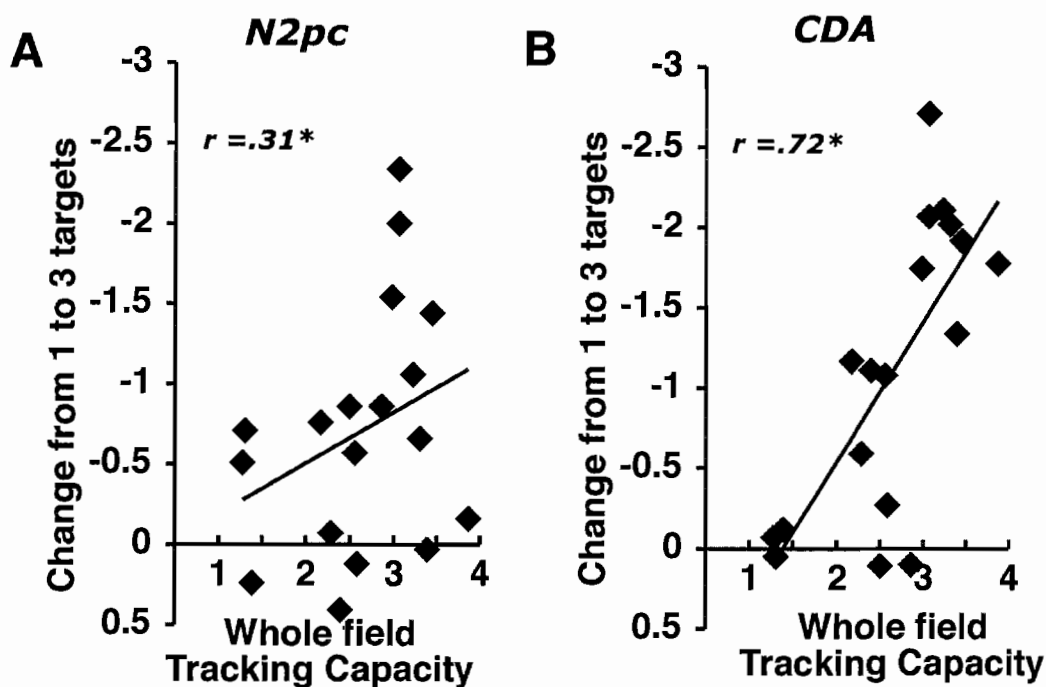 A
N2pc
-3
-2.5
-2
-1.5
-1
-0.5
0
0.5
r =.31*
Change from 1 to 3 targets
1 2 3 4
Whole field
Tracking Capacity
B
CDA
-3
-2.5
-2
-1.5
-1
-0.5
0
0.5
r =.72*
Change from 1 to 3 targets
1 2 3 4
Whole field
Tracking Capacity